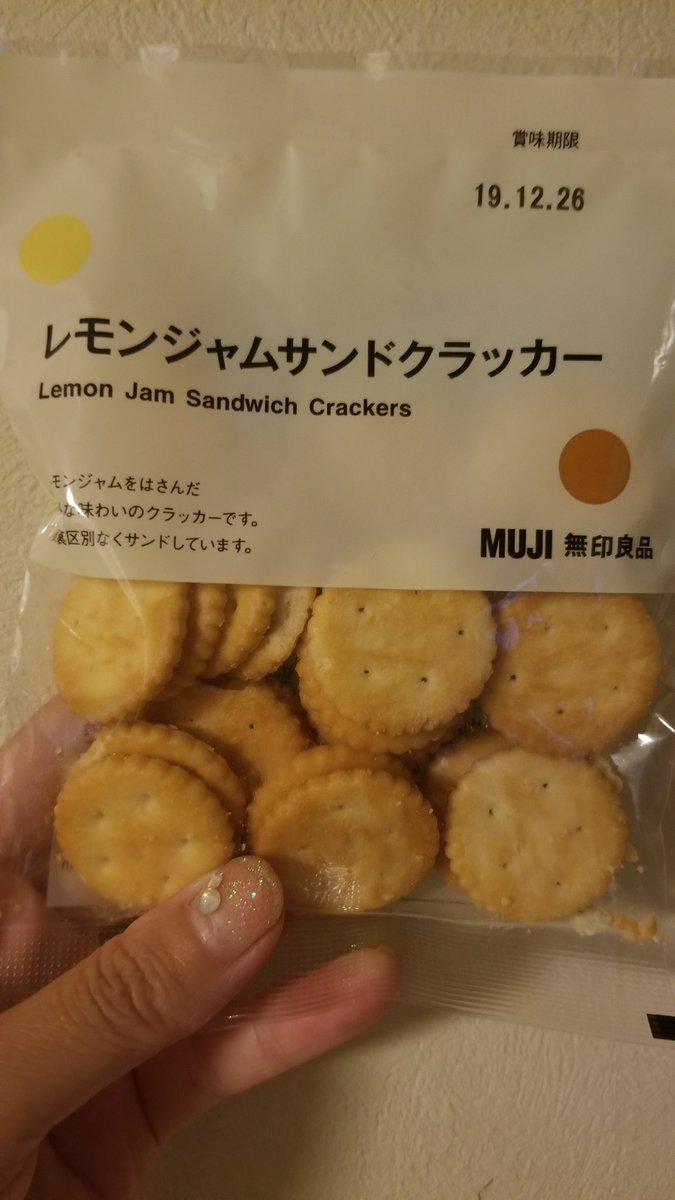 賞味期限
19.12.26
レモンジャムサンドクラッカー
Lemon Jam Sandwich Crackers
モンジャムをはさんだ
な味わいのクラッカーです。
裏区別なくサンドしています。
MUJI 無印良品